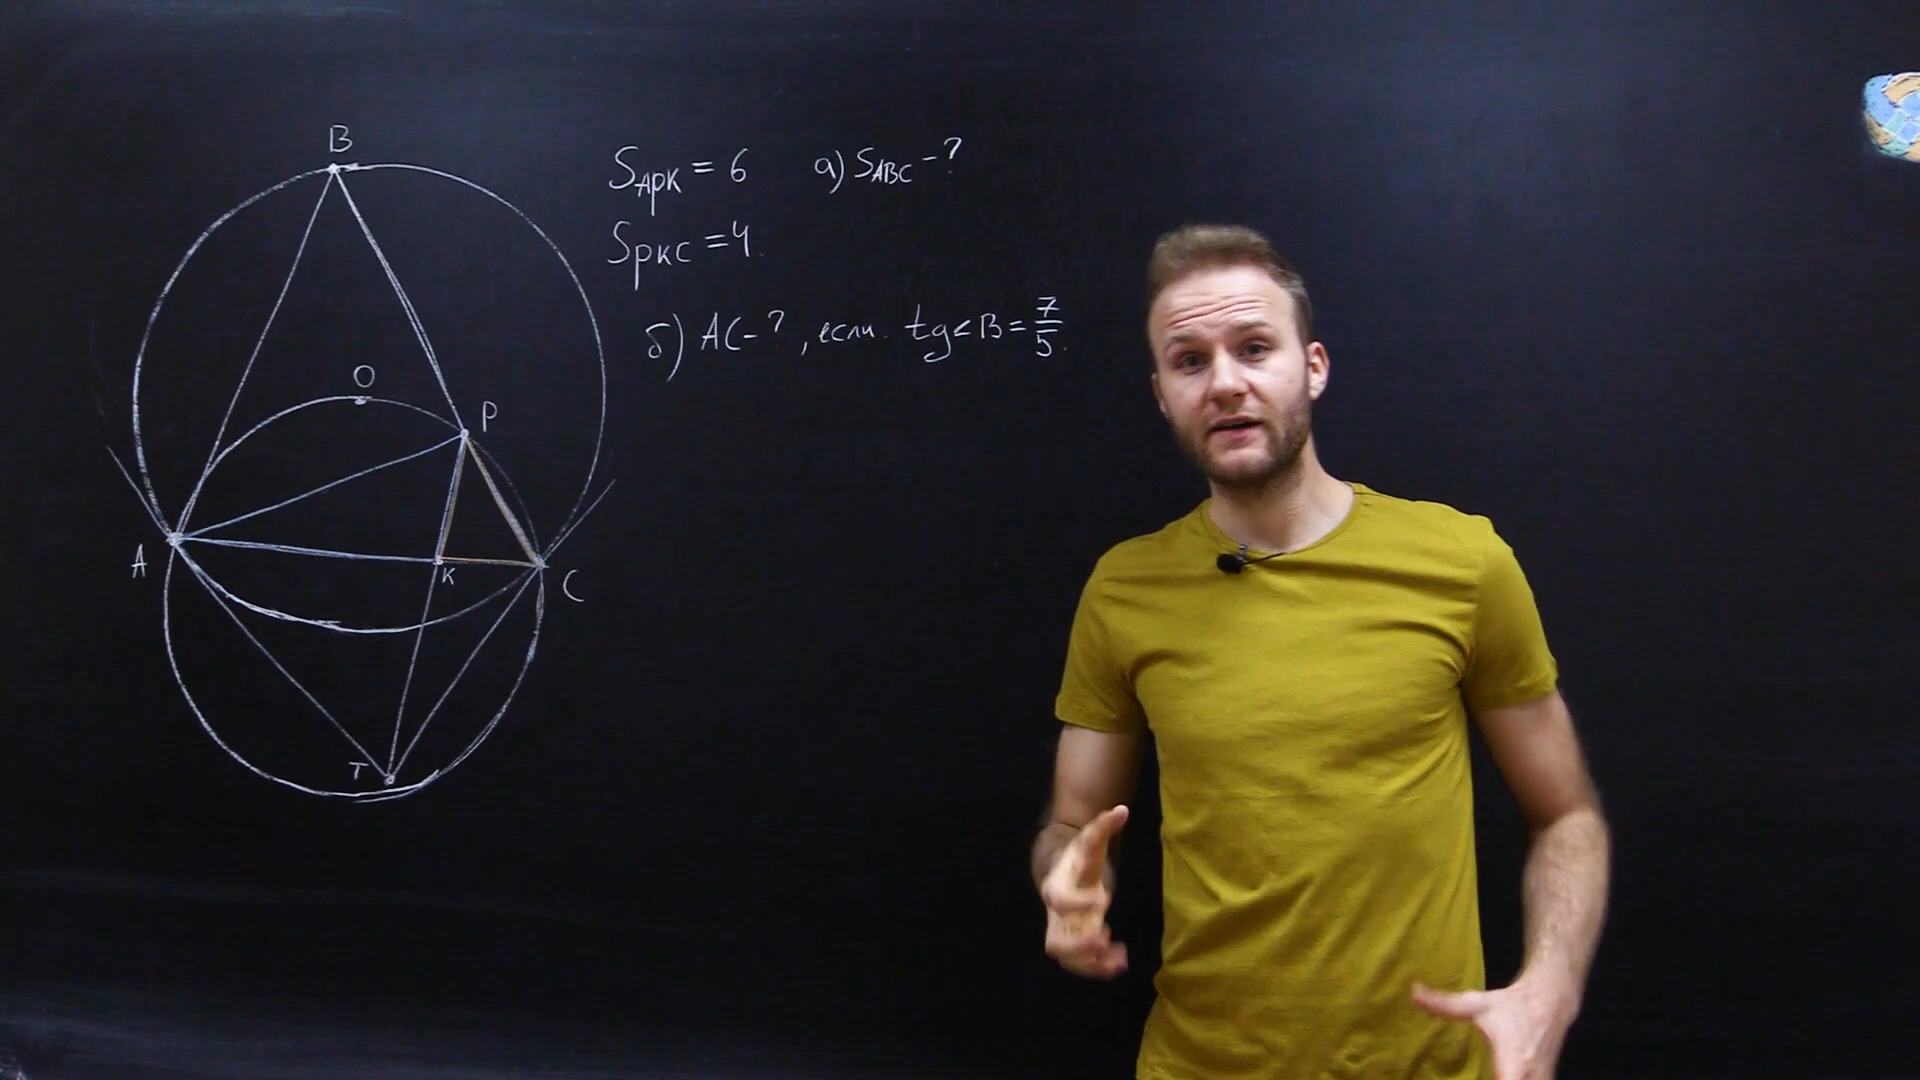 B
S_APK = 6 а) S_ABC - ?
S_PKC = 4.
б) AC - ?, если tg∠B = 7/5.
O
P
A
K
C
T